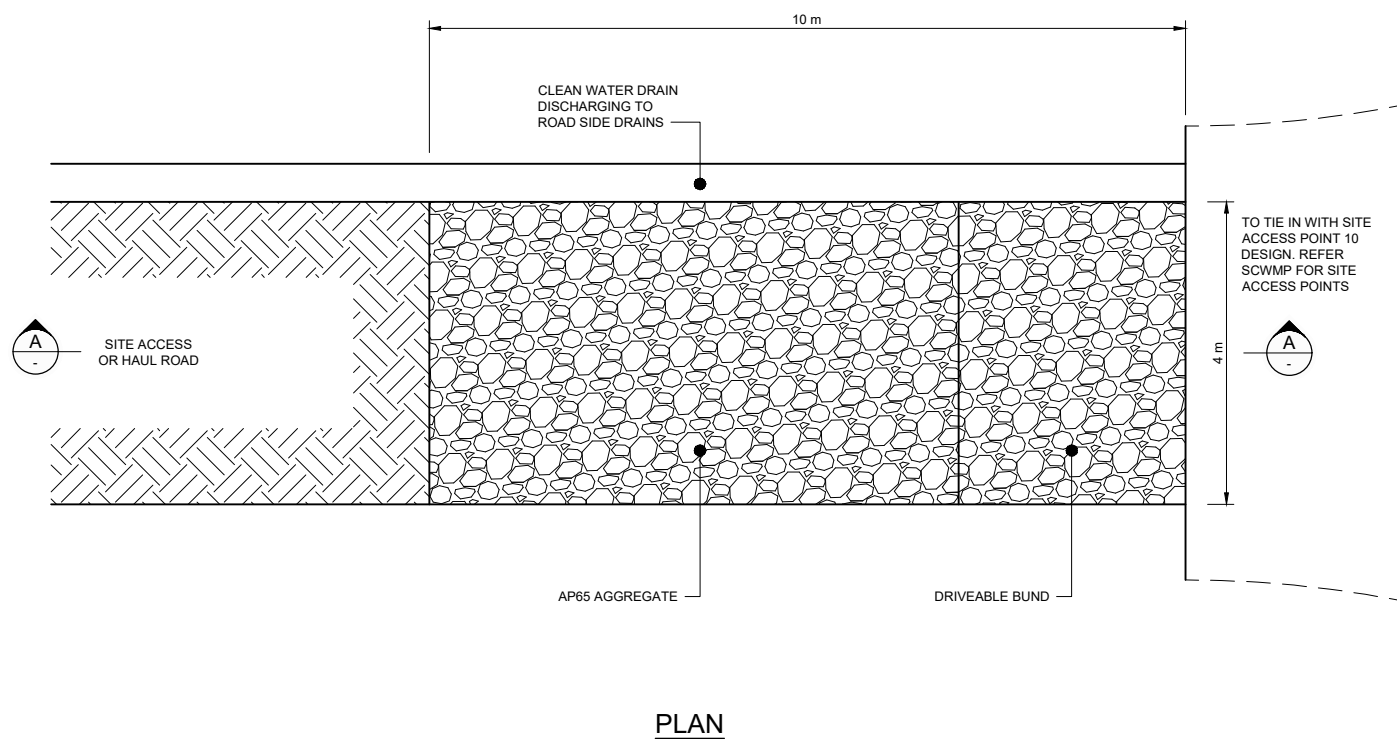 10 m
CLEAN WATER DRAIN
DISCHARGING TO
ROAD SIDE DRAINS
TO TIE IN WITH SITE
ACCESS POINT 10
DESIGN. REFER
SCWMP FOR SITE
ACCESS POINTS
A
-
SITE ACCESS
OR HAUL ROAD
4 m
A
-
AP65 AGGREGATE
DRIVEABLE BUND
PLAN